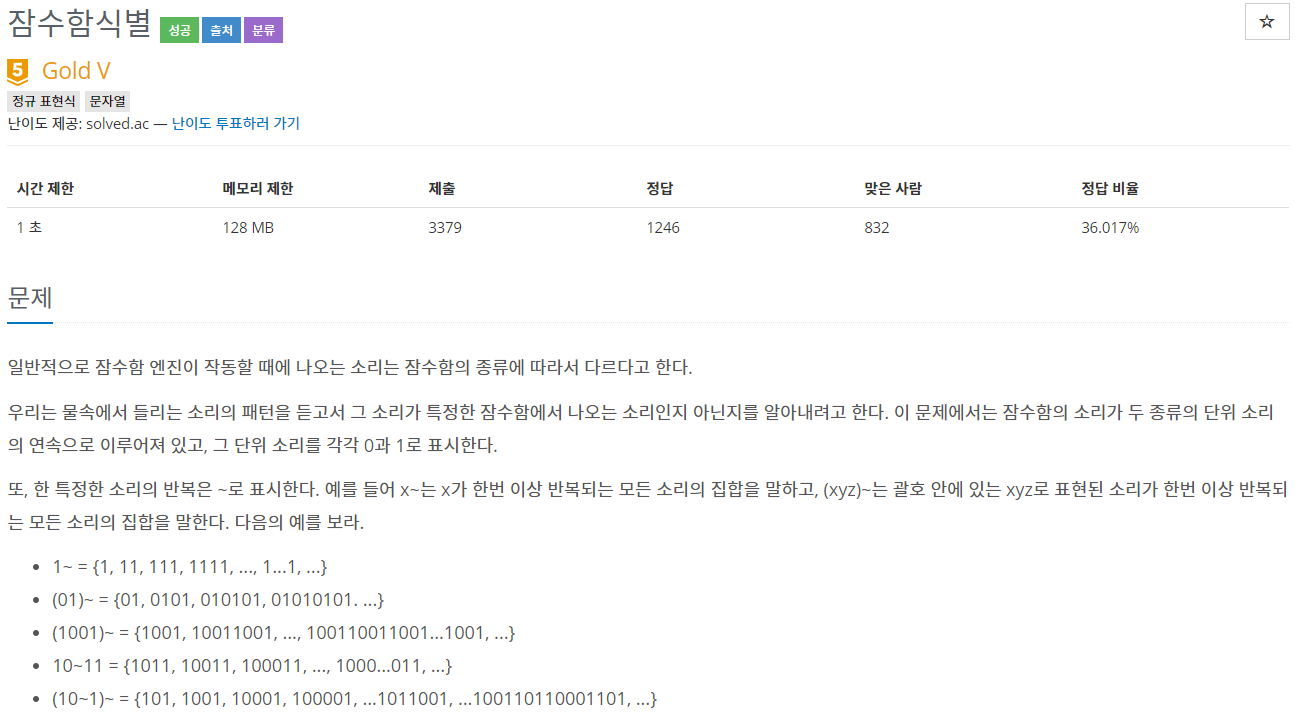 잠수함식별 성공 출처 분류
5 Gold V
정규 표현식 문자열
난이도 제공: solved.ac — 난이도 투표하러 가기
시간 제한 메모리 제한 제출 정답 맞은 사람 정답 비율
1 초 128 MB 3379 1246 832 36.017%
문제
일반적으로 잠수함 엔진이 작동할 때에 나오는 소리는 잠수함의 종류에 따라서 다르다고 한다.
우리는 물속에서 들리는 소리의 패턴을 듣고서 그 소리가 특정한 잠수함에서 나오는 소리인지 아닌지를 알아내려고 한다. 이 문제에서는 잠수함의 소리가 두 종류의 단위 소리
의 연속으로 이루어져 있고, 그 단위 소리를 각각 0과 1로 표시한다.
또, 한 특정한 소리의 반복은 ~로 표시한다. 예를 들어 x~는 x가 한번 이상 반복되는 모든 소리의 집합을 말하고, (xyz)~는 괄호 안에 있는 xyz로 표현된 소리가 한번 이상 반복되
는 모든 소리의 집합을 말한다. 다음의 예를 보라.
• 1~ = {1, 11, 111, 1111, ..., 1...1, ...}
• (01)~ = {01, 0101, 010101, 01010101. ...}
• (1001)~ = {1001, 10011001, ..., 100110011001...1001, ...}
• 10~11 = {1011, 10011, 100011, ..., 1000...011, ...}
• (10~1)~ = {101, 1001, 10001, 100001, ...1011001, ...100110110001101, ...}